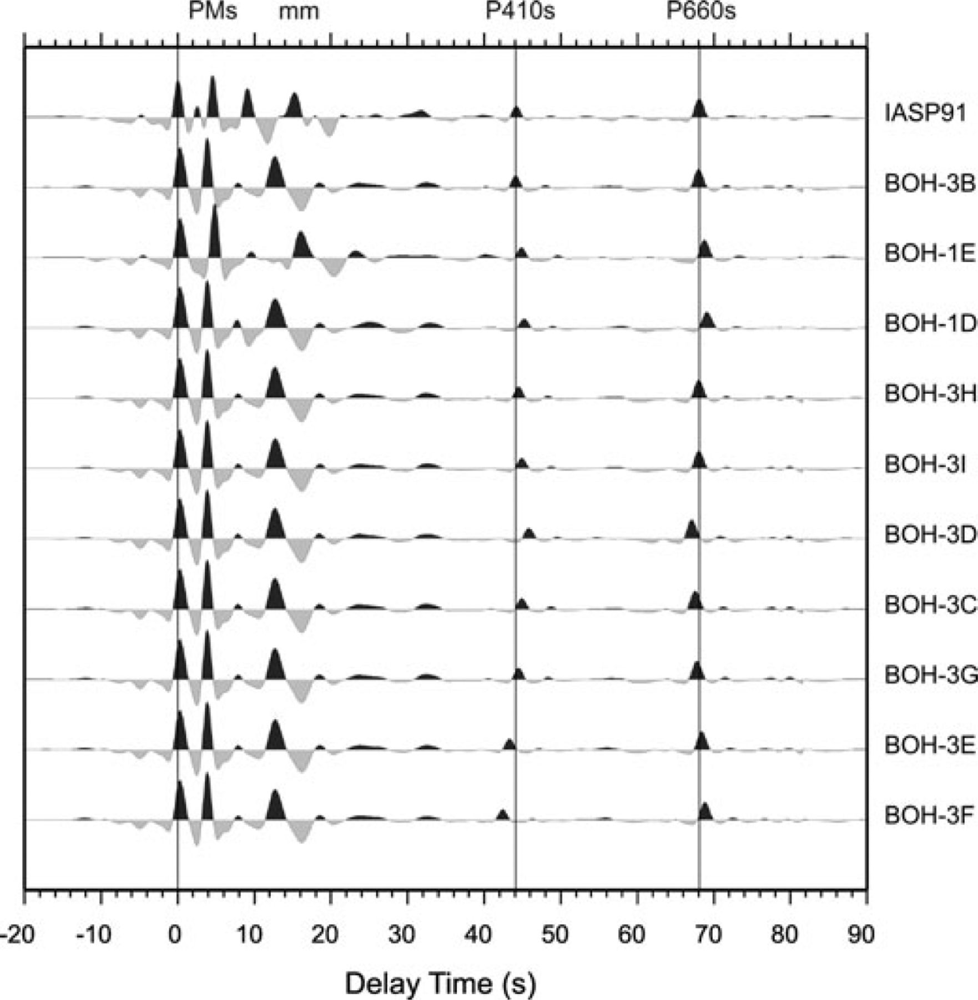 PMs mm P410s P660s
IASP91
BOH-3B
BOH-1E
BOH-1D
BOH-3H
BOH-3I
BOH-3D
BOH-3C
BOH-3G
BOH-3E
BOH-3F
-20 -10 0 10 20 30 40 50 60 70 80 90
Delay Time (s)